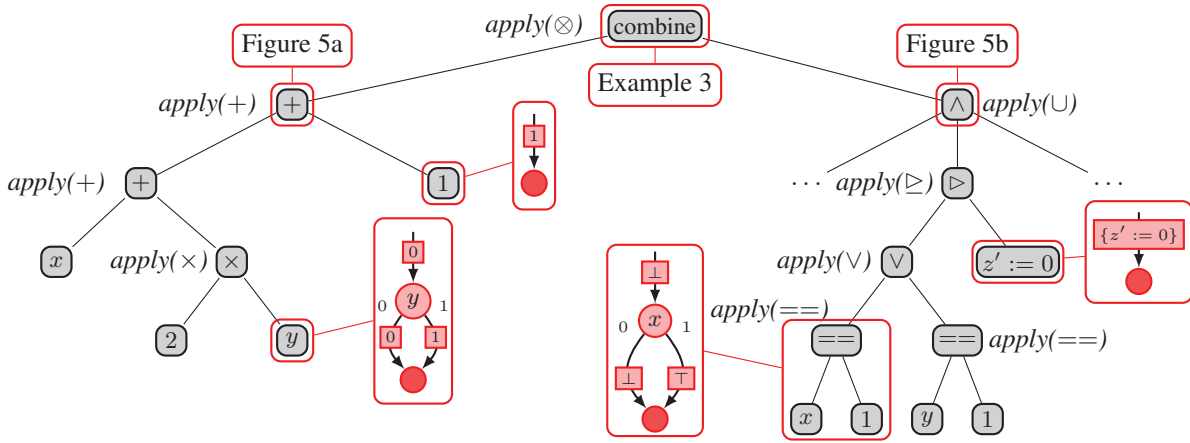 apply(⊗) combine
Figure 5a Figure 5b
Example 3
apply(+) + ∧ apply(∪)
1
apply(+) + 1 · · · apply(⊵) ▷ · · ·
0 {z′ := 0}
x apply(×) × ⊥ apply(∨) ∨ z′ := 0
0 y 1
apply(==)
0 x 1
2 y 0 1 == == apply(==)
⊥ ⊤
x 1 y 1